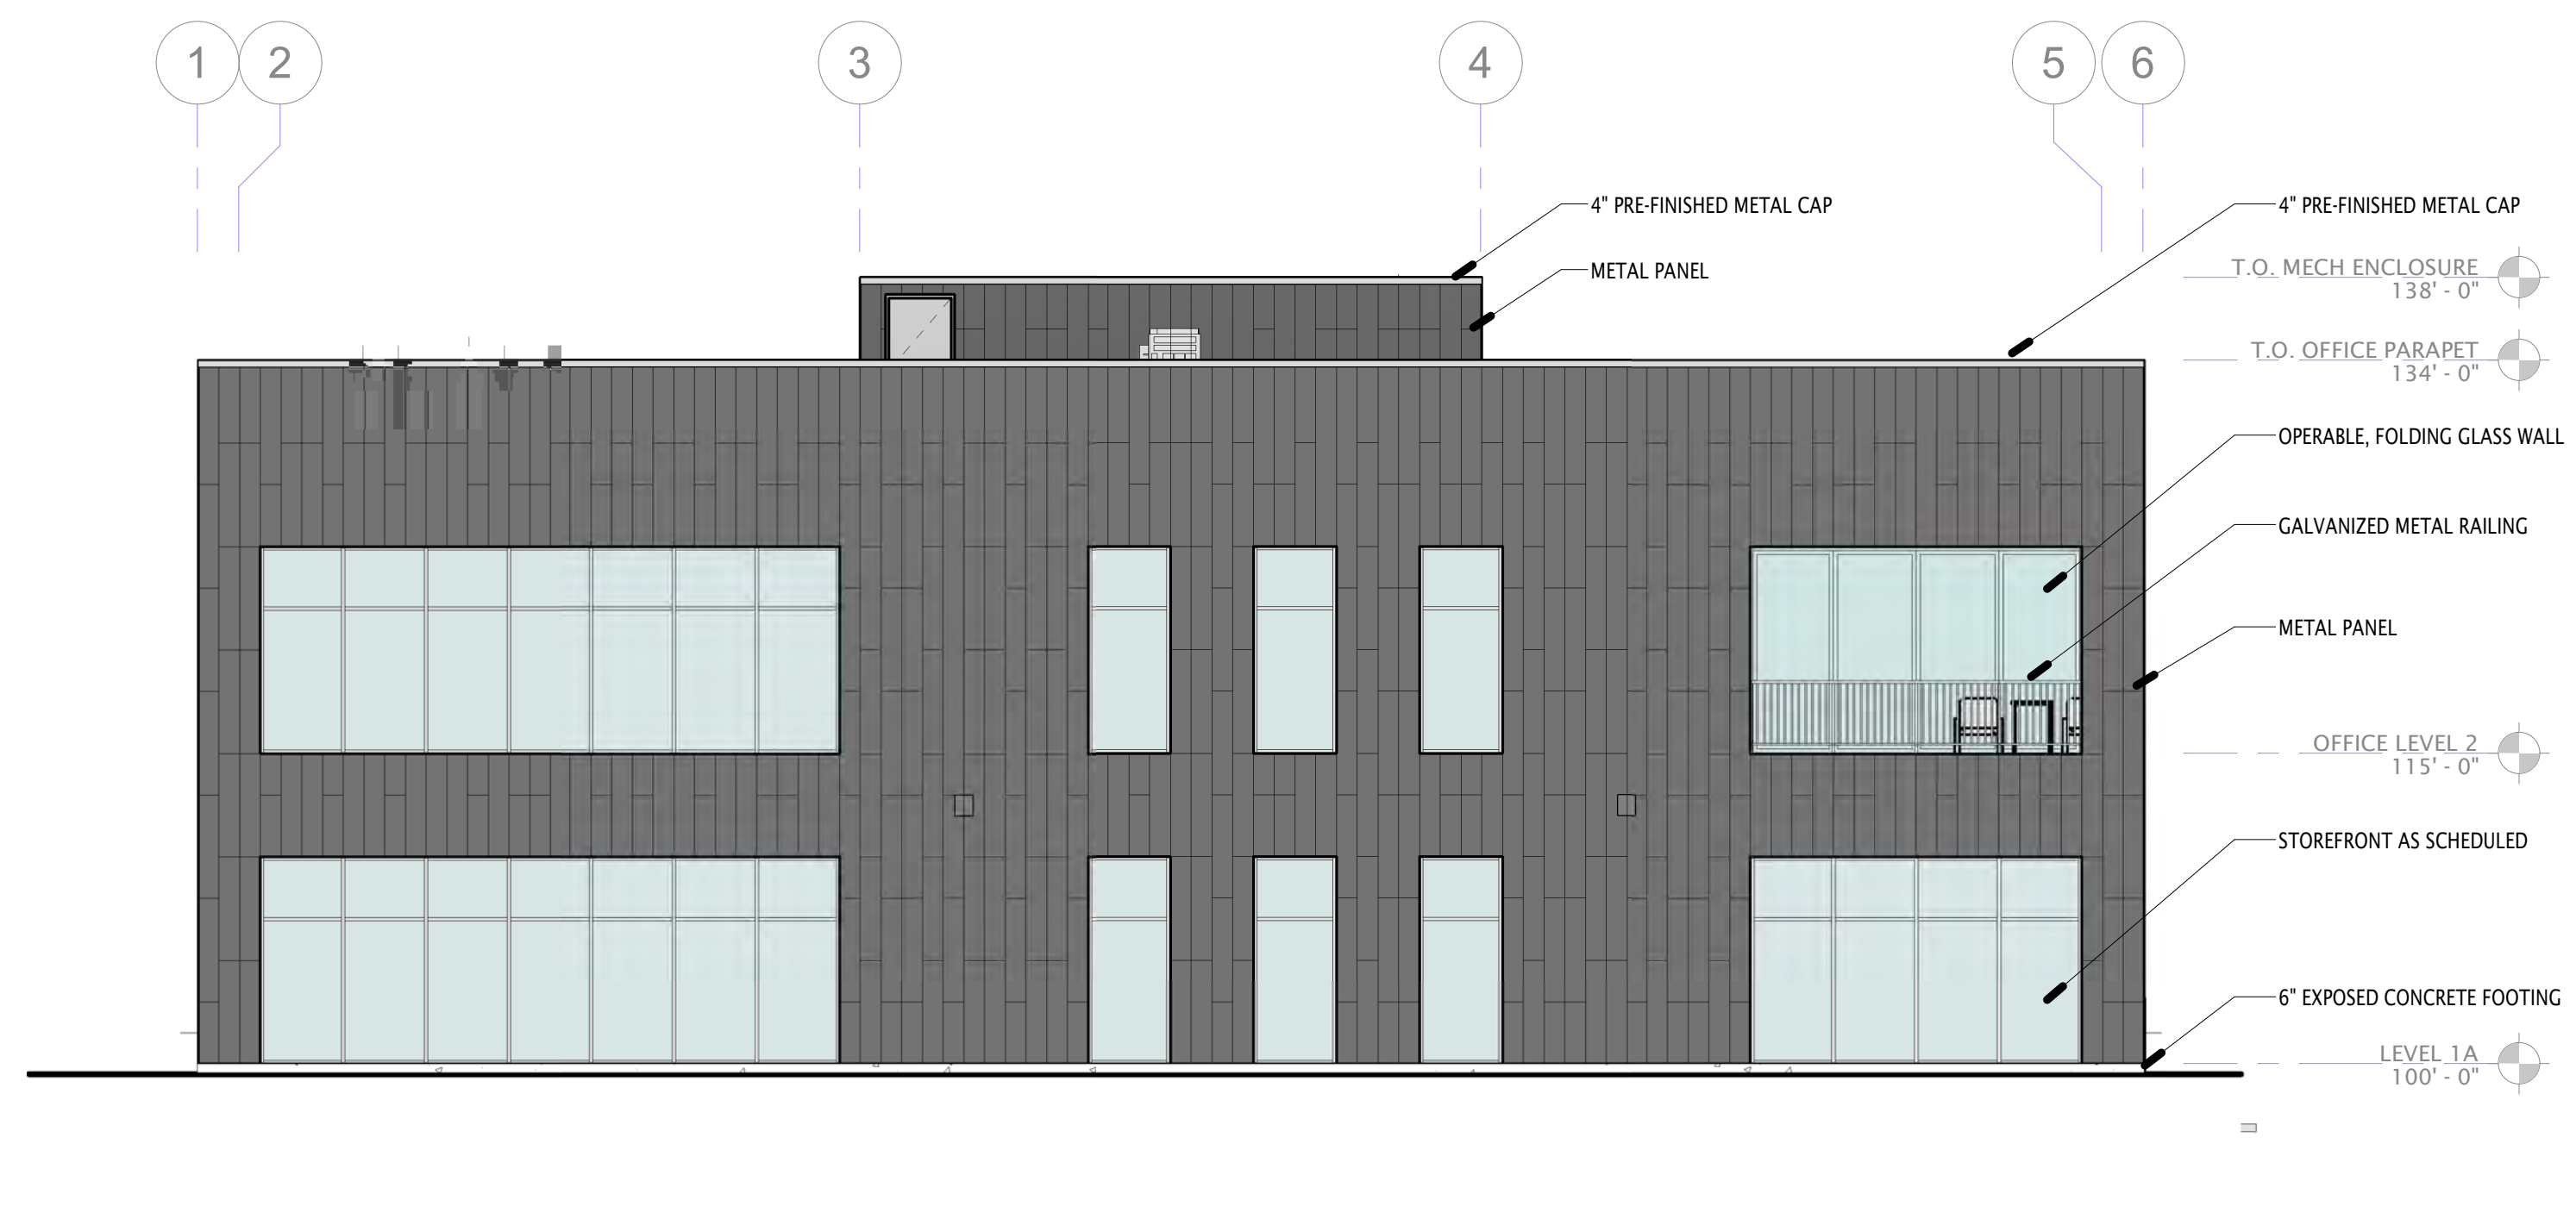 1
2
3
4
5
6
4" PRE-FINISHED METAL CAP
4" PRE-FINISHED METAL CAP
METAL PANEL
T.O. MECH ENCLOSURE
138' - 0"
T.O. OFFICE PARAPET
134' - 0"
OPERABLE, FOLDING GLASS WALL
GALVANIZED METAL RAILING
METAL PANEL
OFFICE LEVEL 2
115' - 0"
STOREFRONT AS SCHEDULED
6" EXPOSED CONCRETE FOOTING
LEVEL 1A
100' - 0"